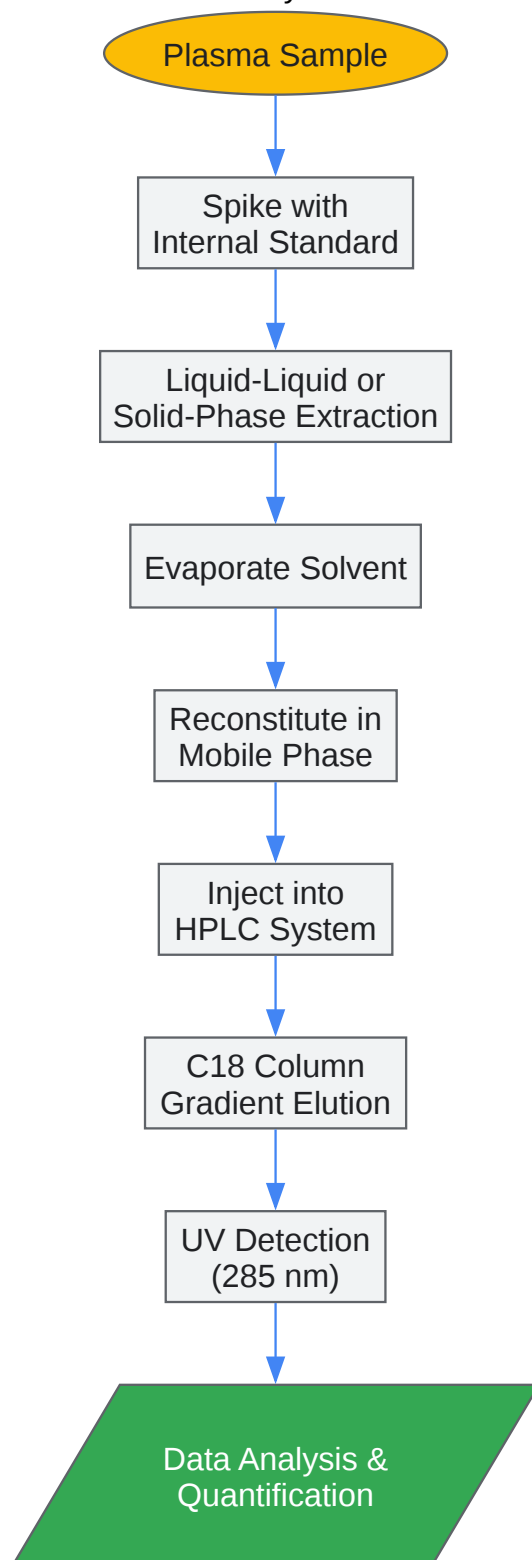 Plasma Sample
Spike with
Internal Standard
Liquid-Liquid or
Solid-Phase Extraction
Evaporate Solvent
Reconstitute in
Mobile Phase
Inject into
HPLC System
C18 Column
Gradient Elution
UV Detection
(285 nm)
Data Analysis &
Quantification